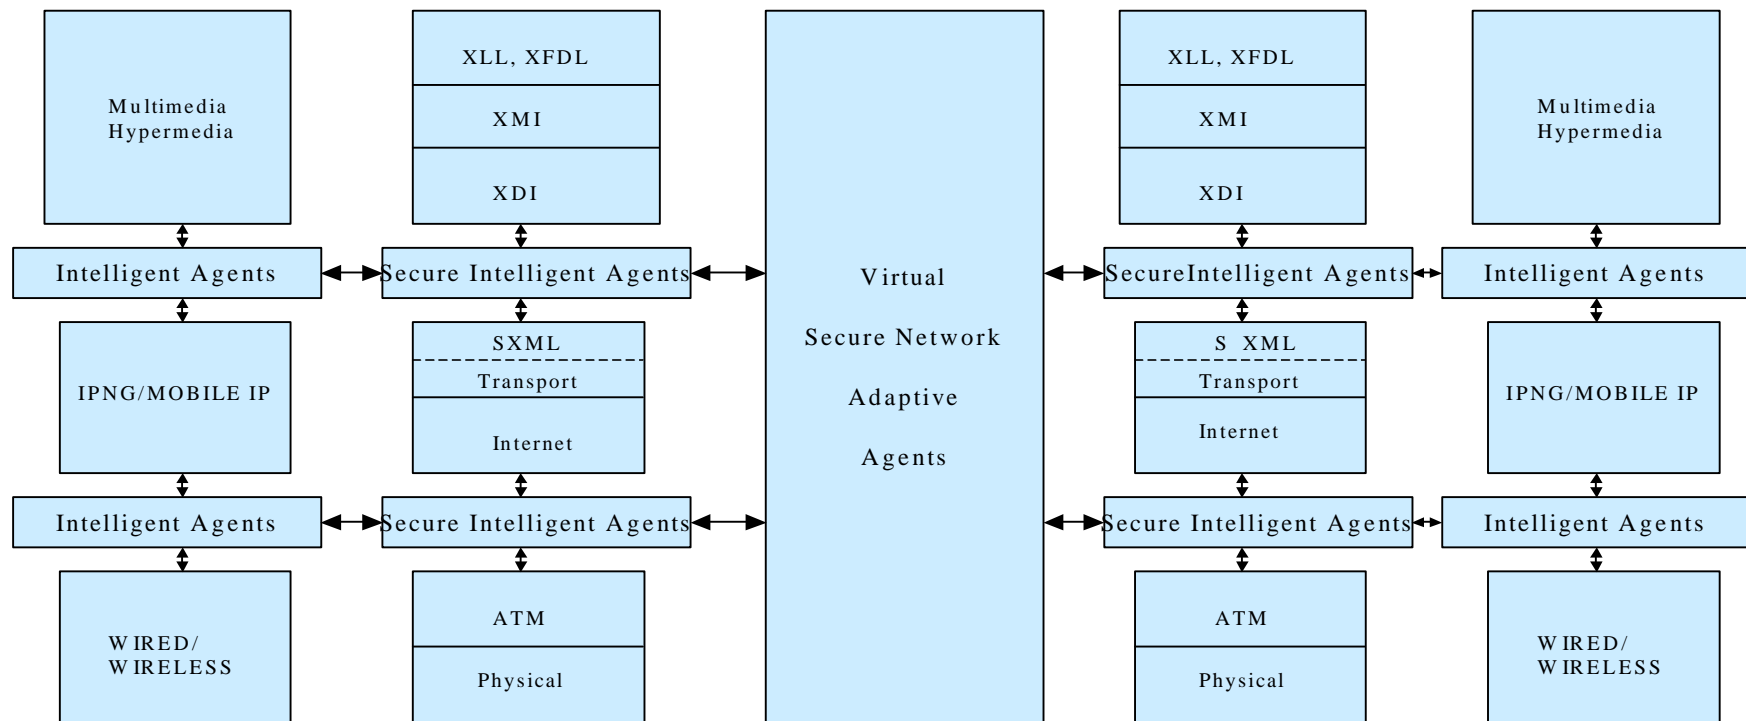 Multimedia
Hypermedia
XLL, XFDL
XMI
XDI
Intelligent Agents
Secure Intelligent Agents
SXML
Transport
Internet
IPNG/MOBILE IP
Intelligent Agents
Secure Intelligent Agents
WIRED/
WIRELESS
ATM
Physical
Virtual
Secure Network
Adaptive
Agents
XLL, XFDL
XMI
XDI
Multimedia
Hypermedia
SecureIntelligent Agents
Intelligent Agents
S XML
Transport
Internet
IPNG/MOBILE IP
Secure Intelligent Agents
Intelligent Agents
ATM
Physical
WIRED/
WIRELESS